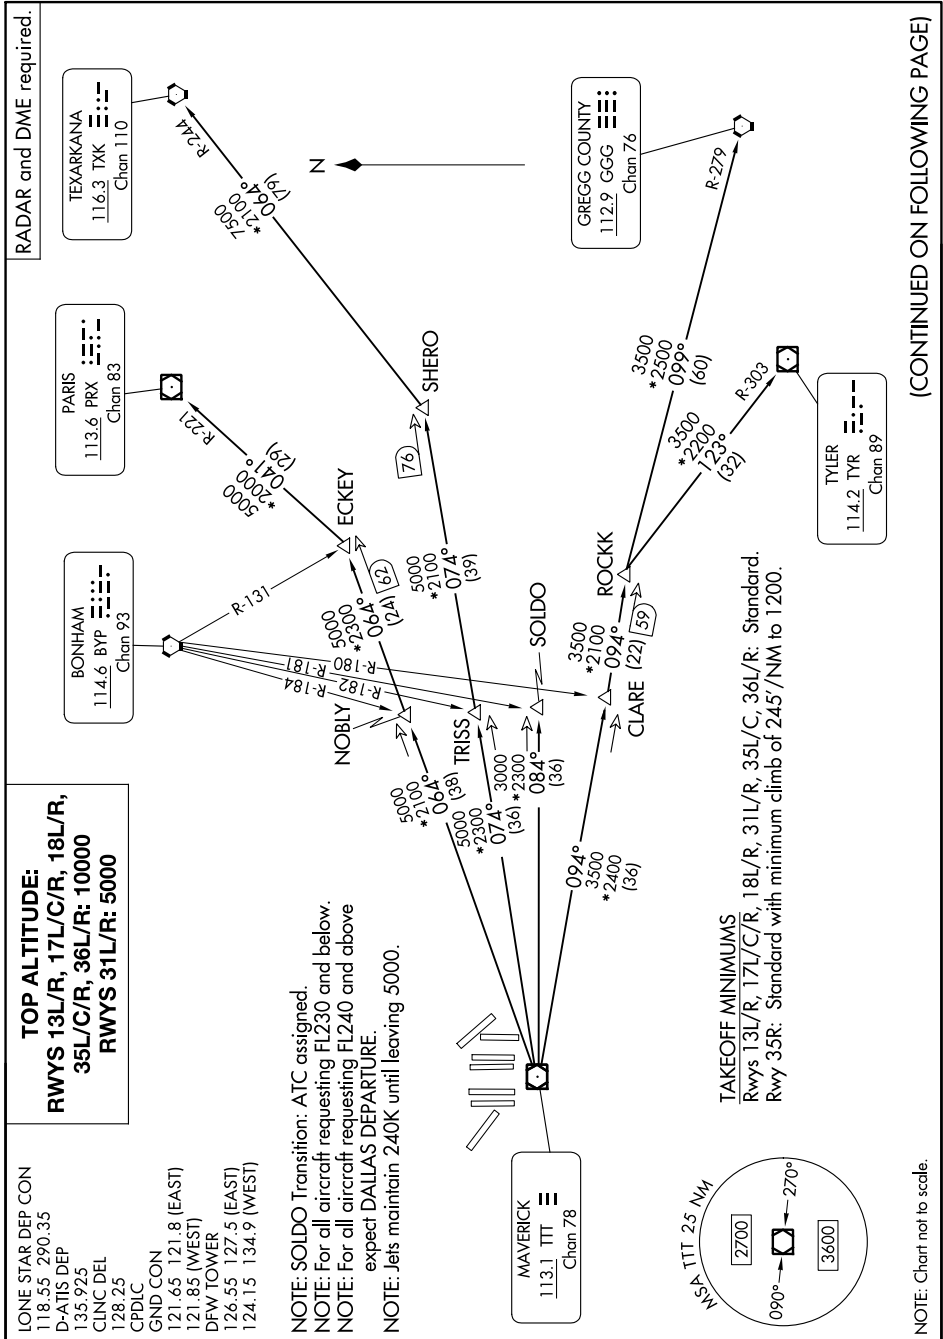 RADAR and DME required.
LONE STAR DEP CON
118.55 290.35
D-ATIS DEP
135.925
CLNC DEL
128.25
CPDLC
GND CON
121.65 121.8 (EAST)
121.85 (WEST)
DFW TOWER
126.55 127.5 (EAST)
124.15 134.9 (WEST)
TOP ALTITUDE:
RWYS 13L/R, 17L/C/R, 18L/R,
35L/C/R, 36L/R: 10000
RWYS 31L/R: 5000
BONHAM
114.6 BYP
Chan 93
PARIS
113.6 PRX
Chan 83
TEXARKANA
116.3 TXK
Chan 110
NOTE: SOLDO Transition: ATC assigned.
NOTE: For all aircraft requesting FL230 and below.
NOTE: For all aircraft requesting FL240 and above
expect DALLAS DEPARTURE.
NOTE: Jets maintain 240K until leaving 5000.
R-184
R-181
R-182
R-180
R-131
R-221
R-244
N
5000
*2100
064°
(38)
NOBLY
5000
*2300
064°
(24)
62
ECKEY
5000
*2000
041°
(29)
5000
*2300
074°
(36)
TRISS
5000
*2100
074°
(39)
76
SHERO
7500
*2100
064°
(79)
3000
*2300
084°
(36)
SOLDO
094°
3500
*2400
(36)
CLARE
3500
*2100
094°
(22)
59
ROCKK
3500
*2500
099°
(60)
R-279
3500
*2200
123°
(32)
R-303
GREGG COUNTY
112.9 GGG
Chan 76
TYLER
114.2 TYR
Chan 89
MAVERICK
113.1 TTT
Chan 78
MSA TTT 25 NM
2700
090°
270°
3600
TAKEOFF MINIMUMS
Rwys 13L/R, 17L/C/R, 18L/R, 31L/R, 35L/C, 36L/R: Standard.
Rwy 35R: Standard with minimum climb of 245'/NM to 1200.
NOTE: Chart not to scale.
(CONTINUED ON FOLLOWING PAGE)